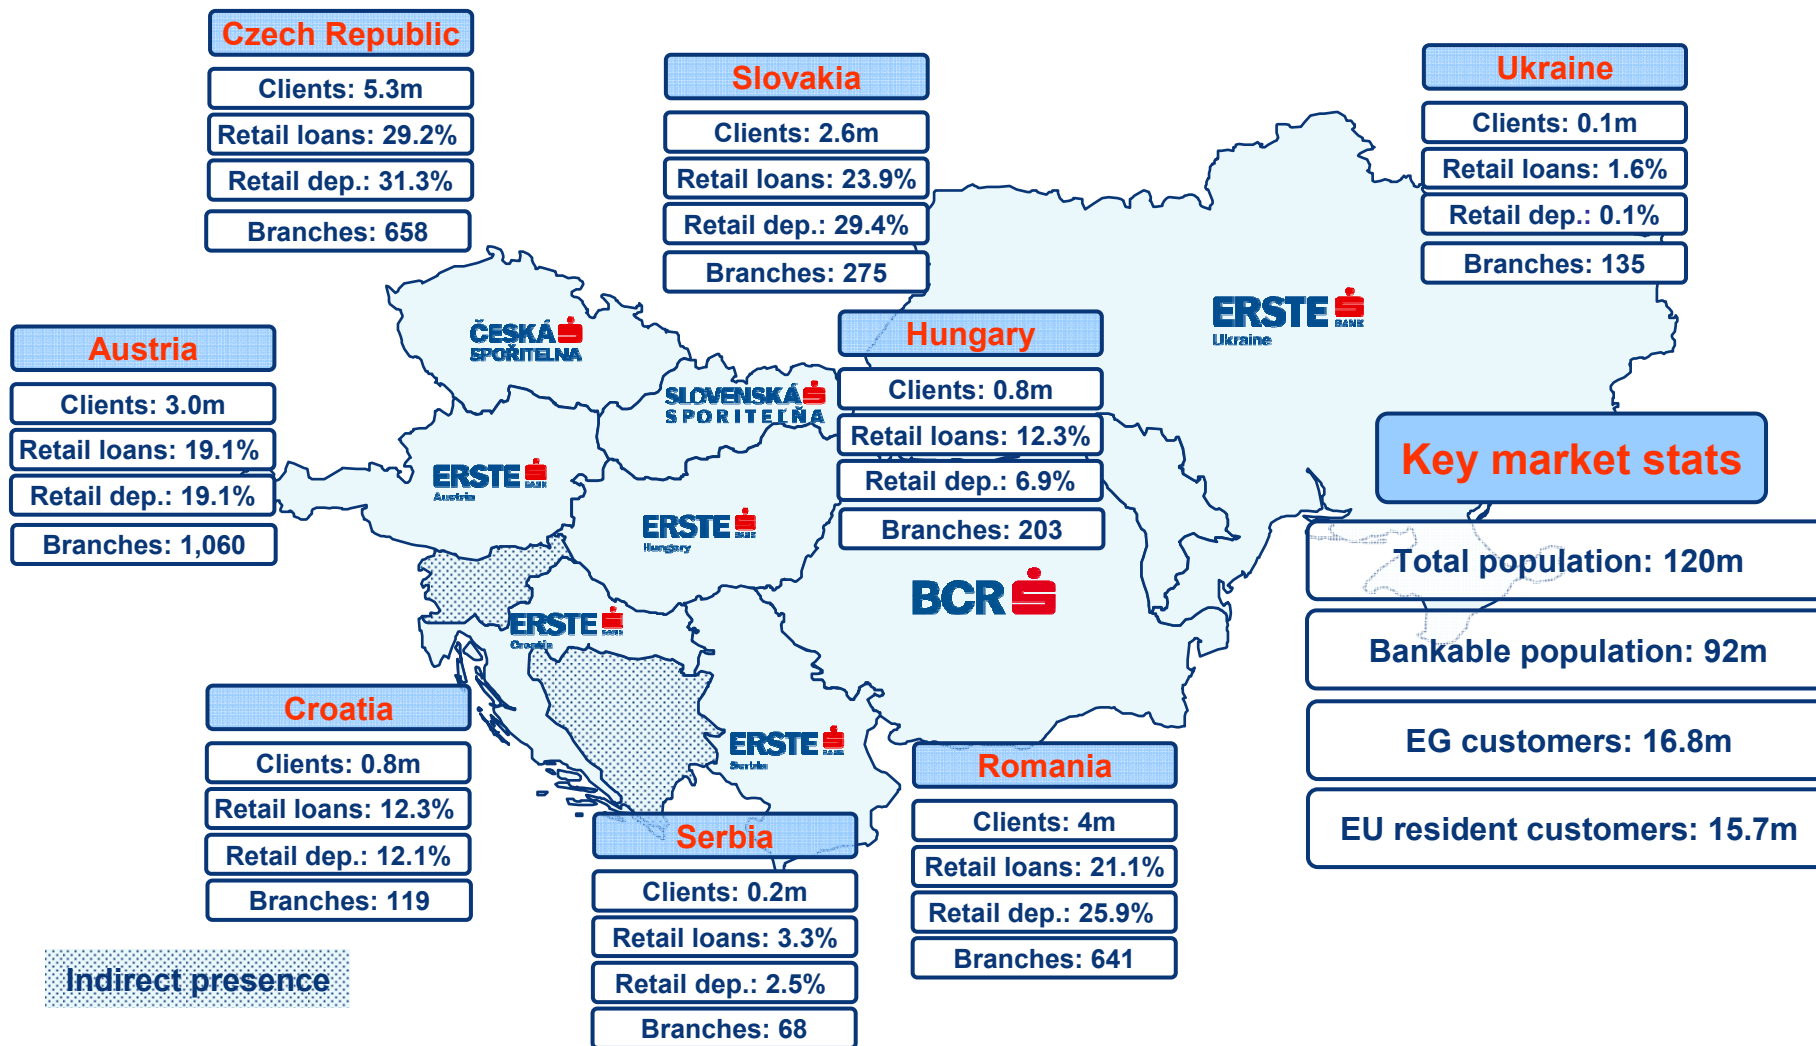 Czech Republic
Clients: 5.3m
Retail loans: 29.2%
Retail dep.: 31.3%
Branches: 658
Slovakia
Clients: 2.6m
Retail loans: 23.9%
Retail dep.: 29.4%
Branches: 275
Ukraine
Clients: 0.1m
Retail loans: 1.6%
Retail dep.: 0.1%
Branches: 135
Austria
Clients: 3.0m
Retail loans: 19.1%
Retail dep.: 19.1%
Branches: 1,060
Hungary
Clients: 0.8m
Retail loans: 12.3%
Retail dep.: 6.9%
Branches: 203
ČESKÁ
SPOŘITELNA
SLOVENSKÁ
SPORITEĽŇA
ERSTE BANK
Ukraine
ERSTE BANK
Austria
ERSTE BANK
Hungary
BCR
ERSTE BANK
Croatia
ERSTE BANK
Serbia
Key market stats
Total population: 120m
Bankable population: 92m
EG customers: 16.8m
EU resident customers: 15.7m
Croatia
Clients: 0.8m
Retail loans: 12.3%
Retail dep.: 12.1%
Branches: 119
Serbia
Clients: 0.2m
Retail loans: 3.3%
Retail dep.: 2.5%
Branches: 68
Romania
Clients: 4m
Retail loans: 21.1%
Retail dep.: 25.9%
Branches: 641
Indirect presence